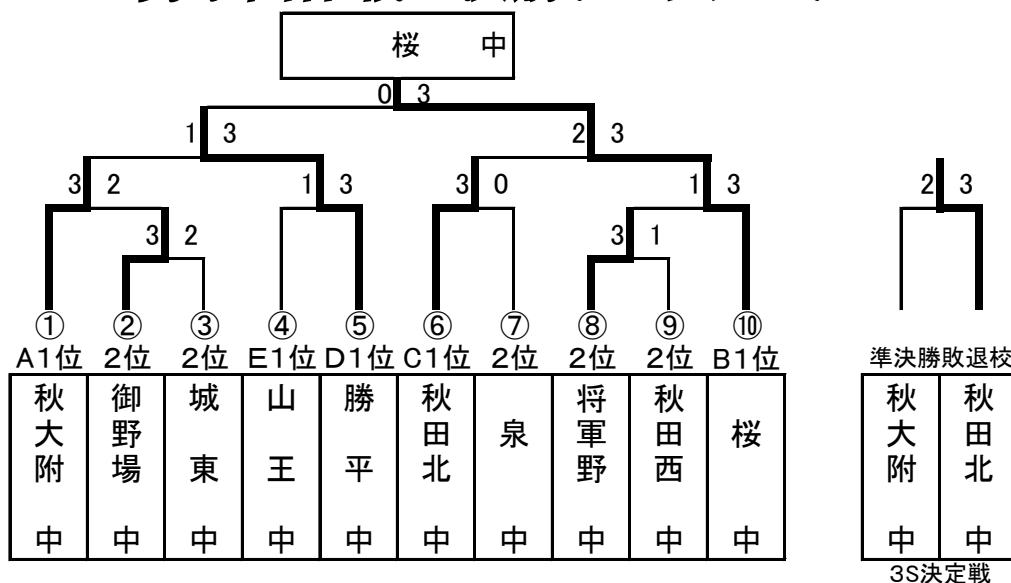 桜　中
0 3
1 3 2 3
3 2 1 3 3 0 1 3 2 3
3 2 3 1
① ② ③ ④ ⑤ ⑥ ⑦ ⑧ ⑨ ⑩
A1位 2位 2位 E1位 D1位 C1位 2位 2位 2位 B1位 準決勝敗退校
秋大附中
御野場中
城東中
山王中
勝平中
秋田北中
泉中
将軍野中
秋田西中
桜中
秋大附中
秋田北中
3S決定戦